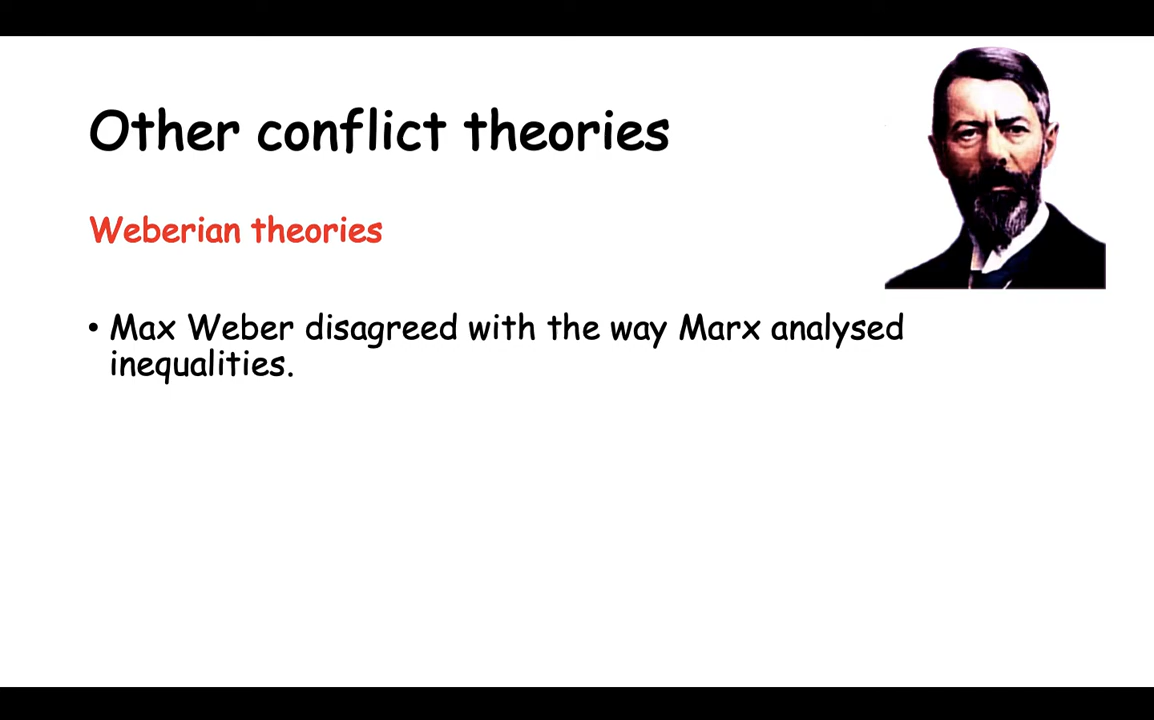 Other conflict theories
Weberian theories
• Max Weber disagreed with the way Marx analysed
inequalities.